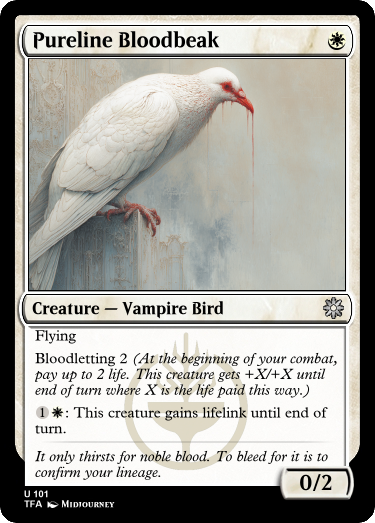 Pureline Bloodbeak
Creature — Vampire Bird
Flying
Bloodletting 2 (At the beginning of your combat,
pay up to 2 life. This creature gets +X/+X until
end of turn where X is the life paid this way.)
1 : This creature gains lifelink until end of
turn.
It only thirsts for noble blood. To bleed for it is to
confirm your lineage.
0/2
U 101
TFA Midjourney